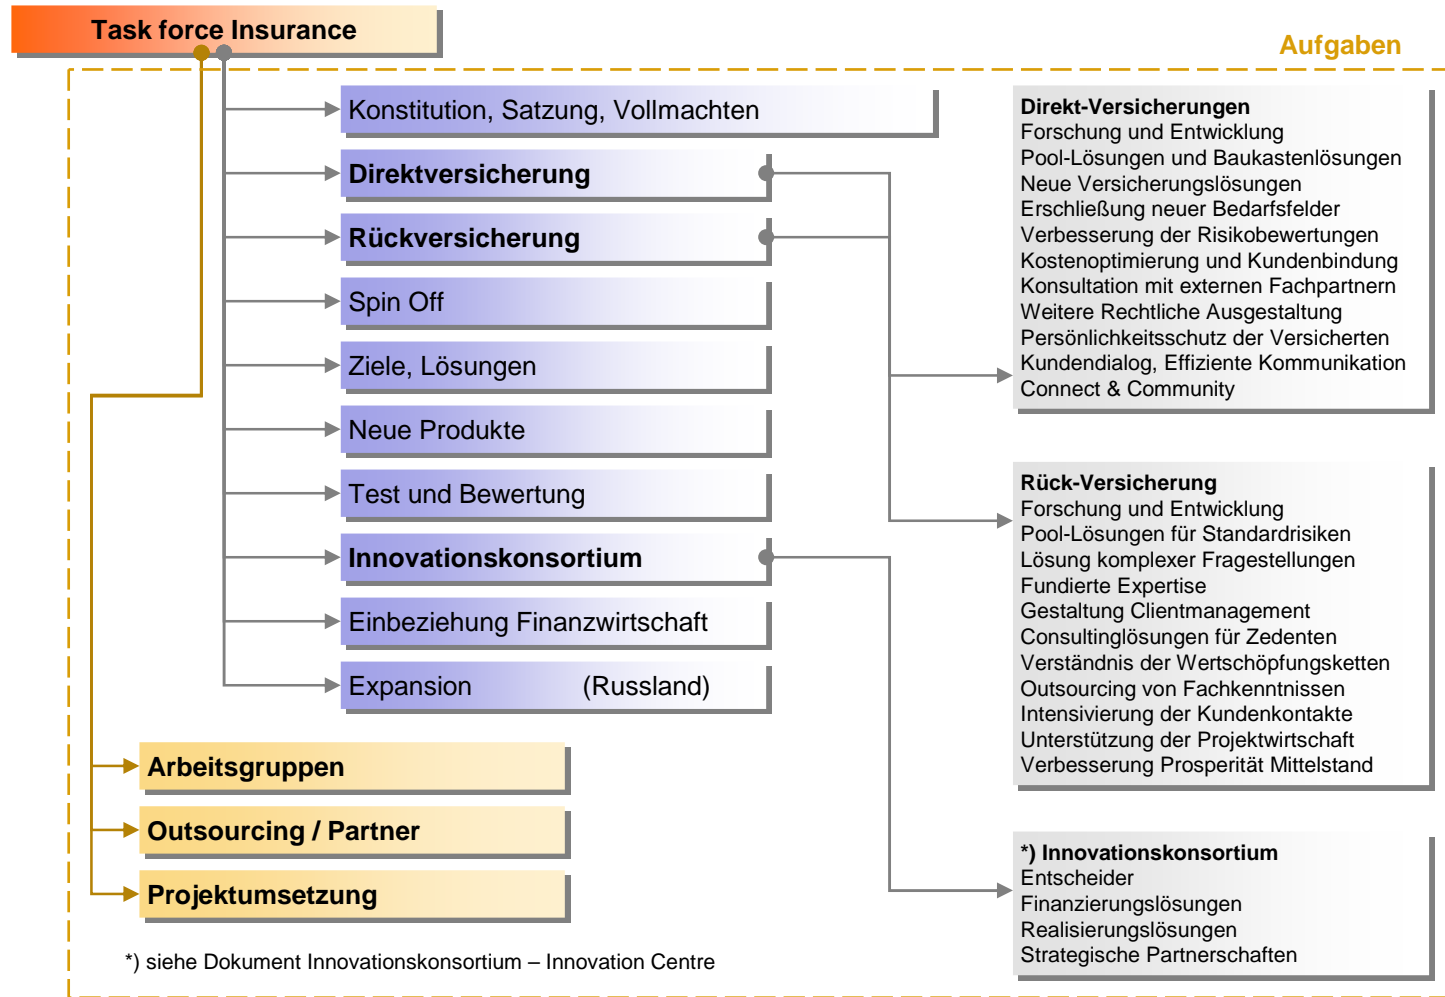 Task force Insurance
Aufgaben
Konstitution, Satzung, Vollmachten
Direktversicherung
Rückversicherung
Spin Off
Ziele, Lösungen
Neue Produkte
Test und Bewertung
Innovationskonsortium
Einbeziehung Finanzwirtschaft
Expansion (Russland)
Arbeitsgruppen
Outsourcing / Partner
Projektumsetzung
*) siehe Dokument Innovationskonsortium – Innovation Centre
Direkt-Versicherungen
Forschung und Entwicklung
Pool-Lösungen und Baukastenlösungen
Neue Versicherungslösungen
Erschließung neuer Bedarfsfelder
Verbesserung der Risikobewertungen
Kostenoptimierung und Kundenbindung
Konsultation mit externen Fachpartnern
Weitere Rechtliche Ausgestaltung
Persönlichkeitsschutz der Versicherten
Kundendialog, Effiziente Kommunikation
Connect & Community
Rück-Versicherung
Forschung und Entwicklung
Pool-Lösungen für Standardrisiken
Lösung komplexer Fragestellungen
Fundierte Expertise
Gestaltung Clientmanagement
Consultinglösungen für Zedenten
Verständnis der Wertschöpfungsketten
Outsourcing von Fachkenntnissen
Intensivierung der Kundenkontakte
Unterstützung der Projektwirtschaft
Verbesserung Prosperität Mittelstand
*) Innovationskonsortium
Entscheider
Finanzierungslösungen
Realisierungslösungen
Strategische Partnerschaften